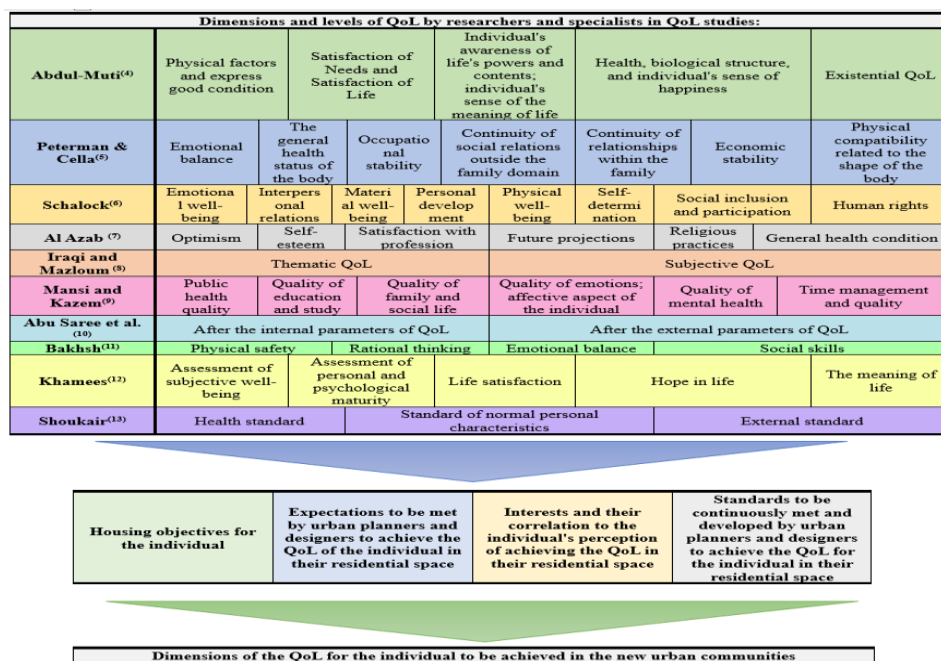 Dimensions and levels of QoL by researchers and specialists in QoL studies:
Abdul-Muti(4)
Physical factors
and express
good condition
Satisfaction of
Needs and
Satisfaction of
Life
Individual's
awareness of
life's powers and
contents;
individual's
sense of the
meaning of life
Health, biological structure,
and individual's sense of
happiness
Existential QoL
Peterman &
Cella(5)
Emotional
balance
The
general
health
status of
the body
Occupatio
nal
stability
Continuity of
social relations
outside the
family domain
Continuity of
relationships
within the
family
Economic
stability
Physical
compatibility
related to the
shape of the
body
Schalock(6)
Emotiona
l well-
being
Interpers
onal
relations
Materi
al well-
being
Personal
develop
ment
Physical
well-
being
Self-
determi
nation
Social inclusion
and participation
Human rights
Al Azab (7)
Optimism
Self-
esteem
Satisfaction with
profession
Future projections
Religious
practices
General health condition
Iraqi and
Mazloum (8)
Thematic QoL
Subjective QoL
Mansi and
Kazem(9)
Public
health
quality
Quality of
education
and study
Quality of
family and
social life
Quality of emotions;
affective aspect of
the individual
Quality of
mental health
Time management
and quality
Abu Saree et al.
(10)
After the internal parameters of QoL
After the external parameters of QoL
Bakhsh(11)
Physical safety
Rational thinking
Emotional balance
Social skills
Khamees(12)
Assessment of
subjective well-
being
Assessment of
personal and
psychological
maturity
Life satisfaction
Hope in life
The meaning of
life
Shoukair(13)
Health standard
Standard of normal personal
characteristics
External standard
Housing objectives for
the individual
Expectations to be met
by urban planners and
designers to achieve the
QoL of the individual in
their residential space
Interests and their
correlation to the
individual's perception
of achieving the QoL in
their residential space
Standards to be
continuously met and
developed by urban
planners and designers
to achieve the QoL for
the individual in their
residential space
Dimensions of the QoL for the individual to be achieved in the new urban communities